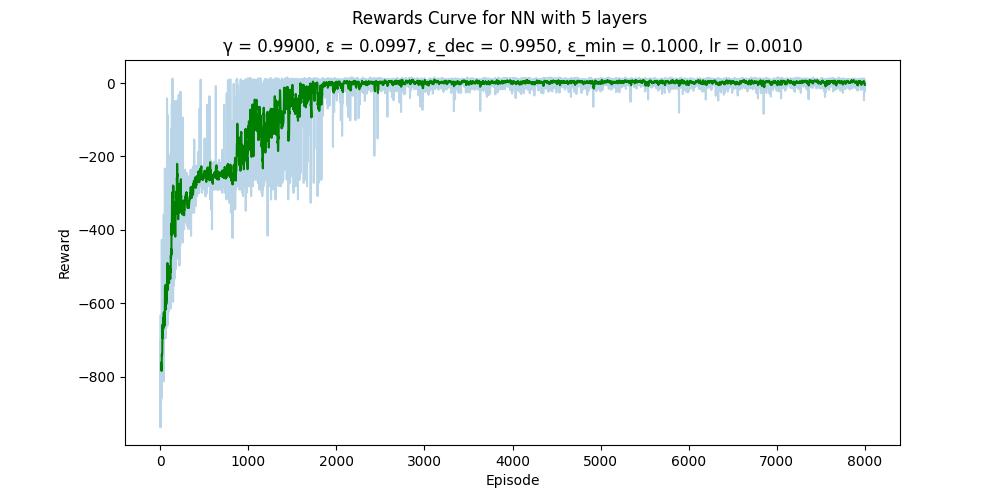 Rewards Curve for NN with 5 layers
γ = 0.9900, ε = 0.0997, ε_dec = 0.9950, ε_min = 0.1000, lr = 0.0010
0
−200
−400
−600
−800
Reward
0 1000 2000 3000 4000 5000 6000 7000 8000
Episode